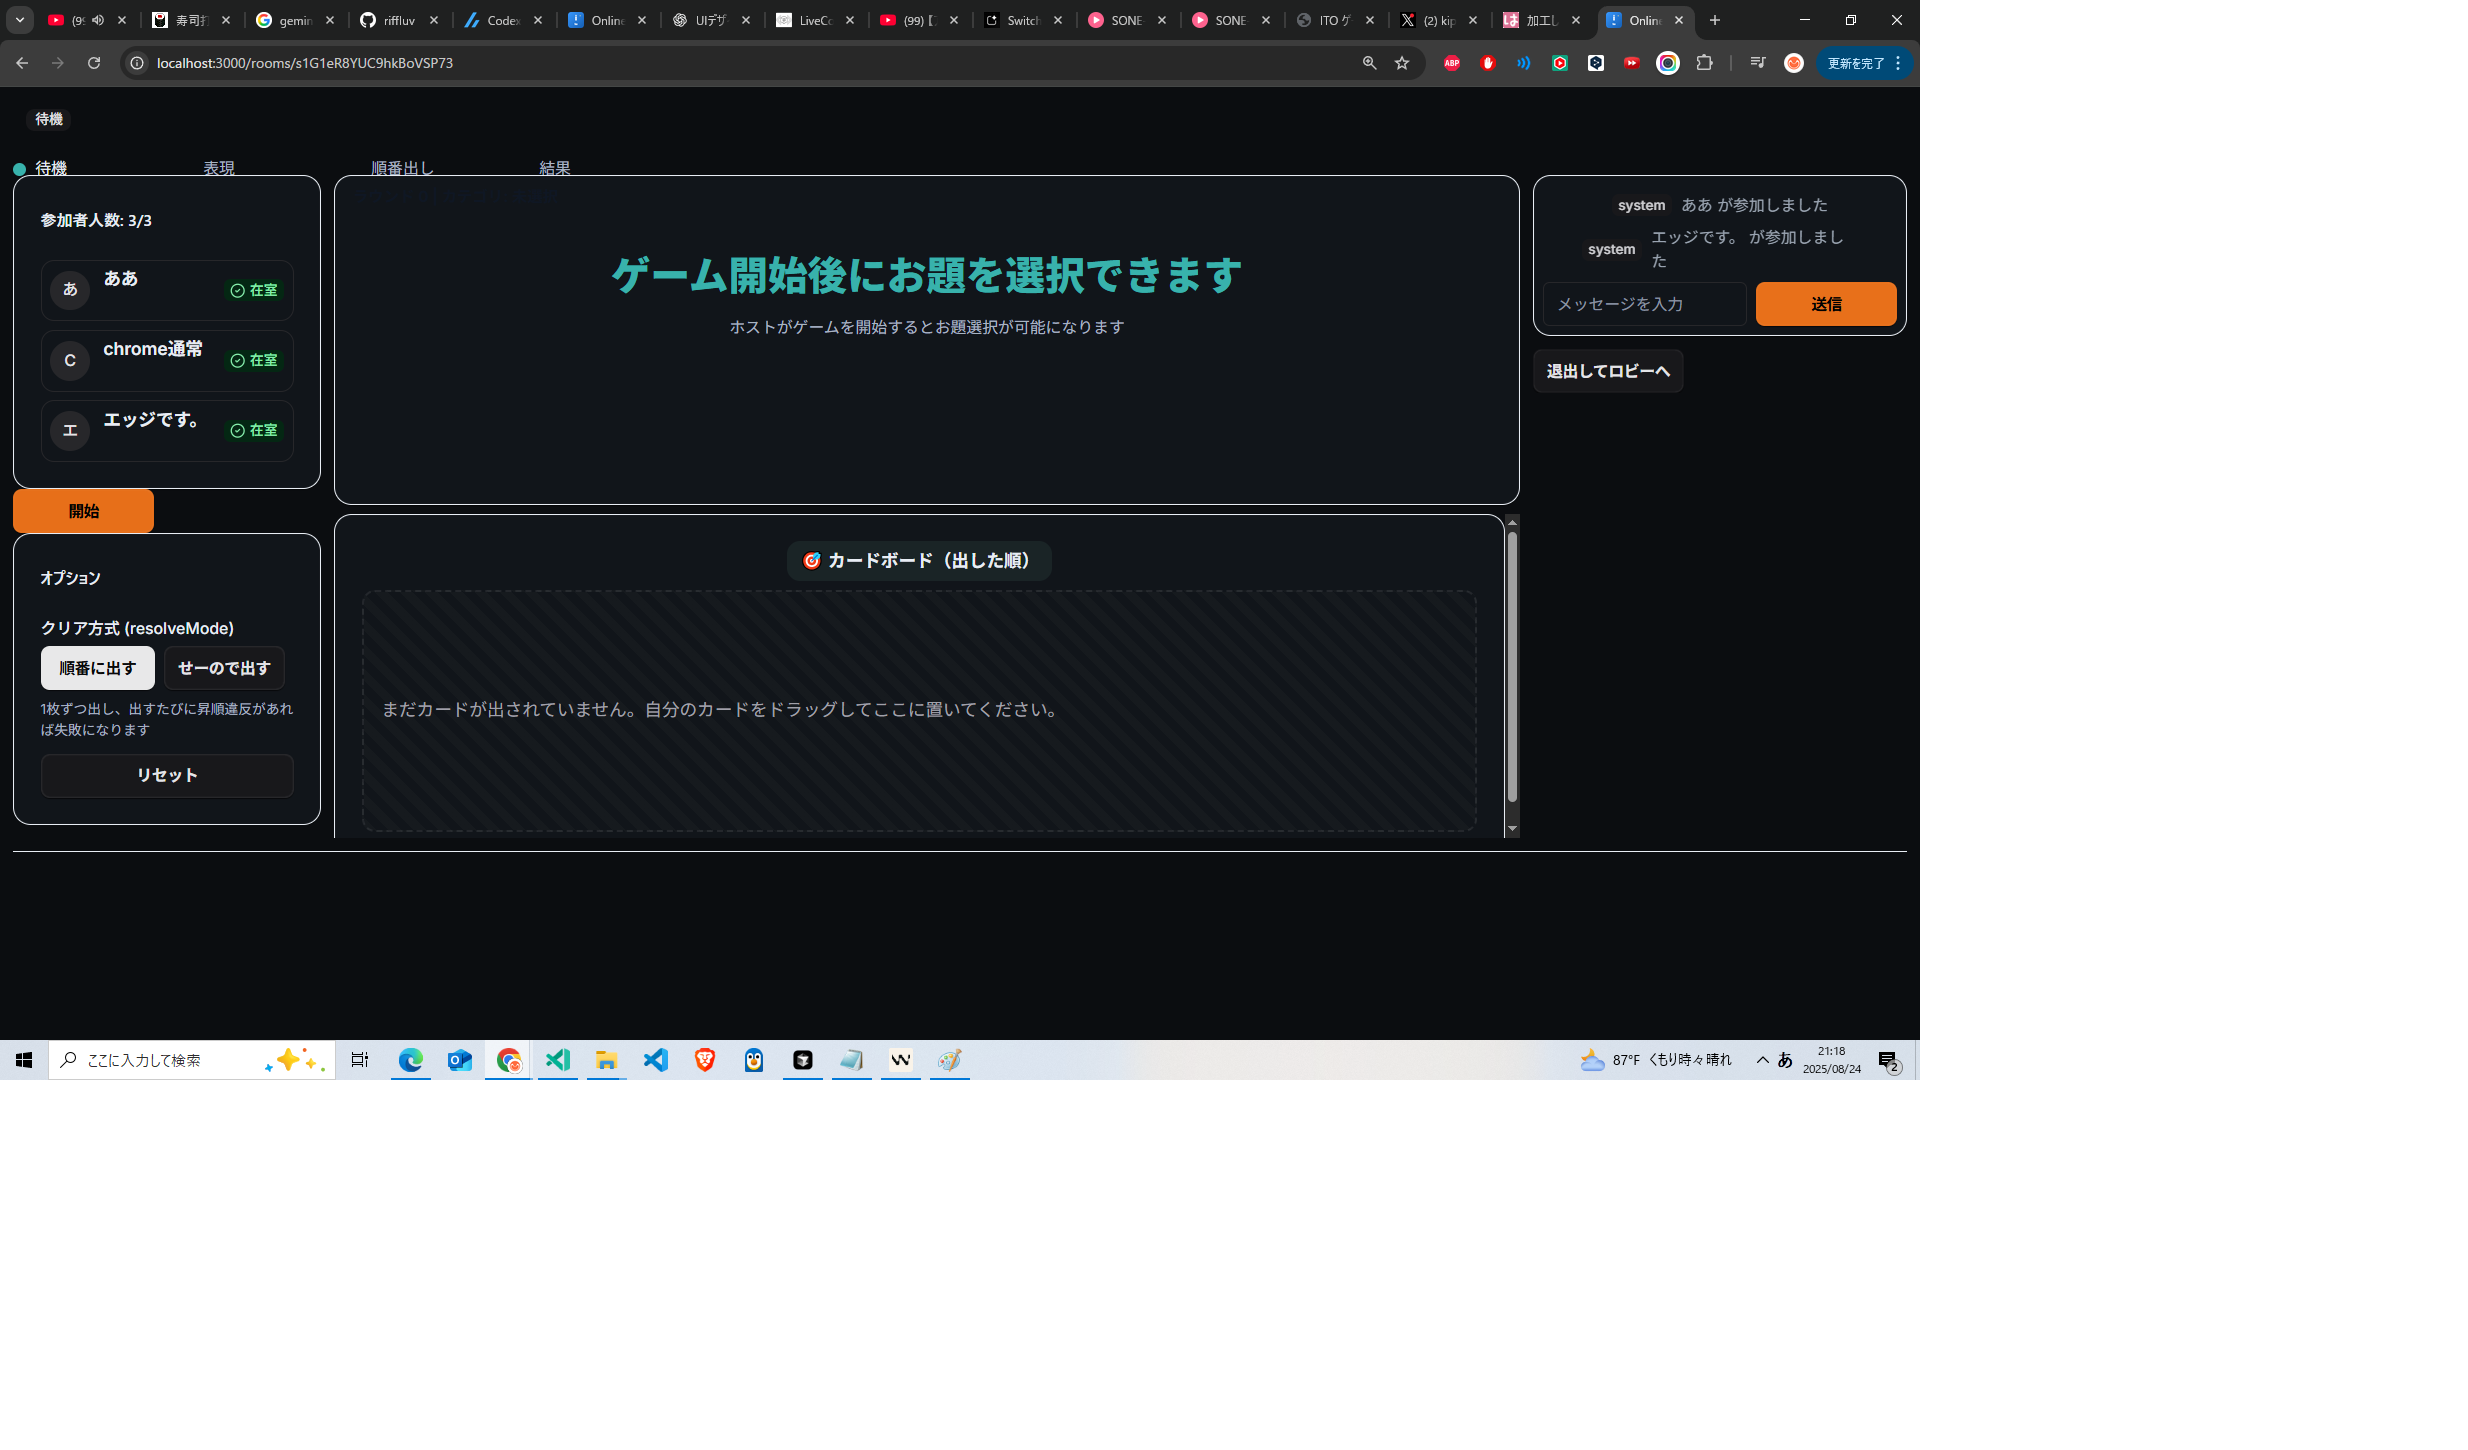 (99
寿司打
gemin
riffluv
Codex
Online
UIデザ
LiveCo
(99)【
Switch
SONE
SONE
ITO ゲ
(2) kip
加工し
Online
localhost:3000/rooms/s1G1eR8YUC9hkBoVSP73
ABP
更新を完了
待機
待機
表現
順番出し
結果
参加者人数: 3/3
あ
ああ
在室
C
chrome通常
在室
エ
エッジです。
在室
開始
オプション
クリア方式 (resolveMode)
順番に出す
せーので出す
1枚ずつ出し、出すたびに昇順違反があれ
ば失敗になります
リセット
ゲーム開始後にお題を選択できます
ホストがゲームを開始するとお題選択が可能になります
🎯 カードボード（出した順）
まだカードが出されていません。自分のカードをドラッグしてここに置いてください。
system
ああ が参加しました
system
エッジです。 が参加しまし
た
メッセージを入力
送信
退出してロビーへ
ここに入力して検索
87°F くもり時々晴れ
あ
21:18
2025/08/24
2